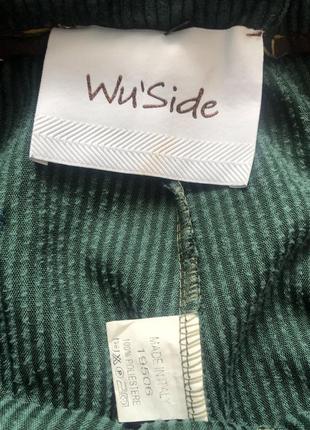 Wu'Side
MADE IN ITALY
19506
100% POLIESTERE